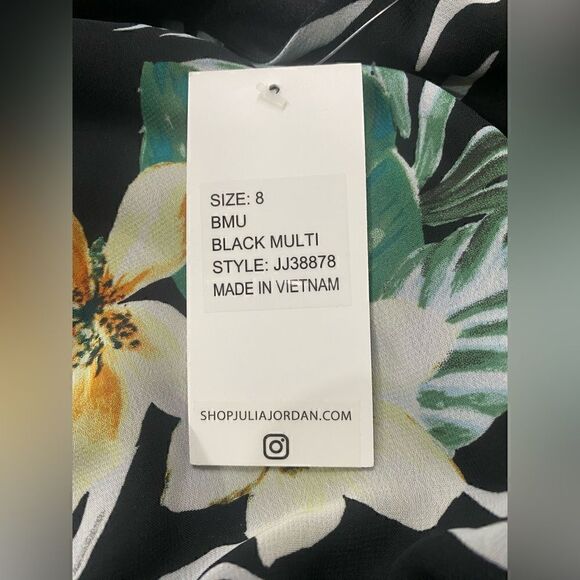 SIZE: 8
BMU
BLACK MULTI
STYLE: JJ38878
MADE IN VIETNAM
SHOPJULIAJORDAN.COM